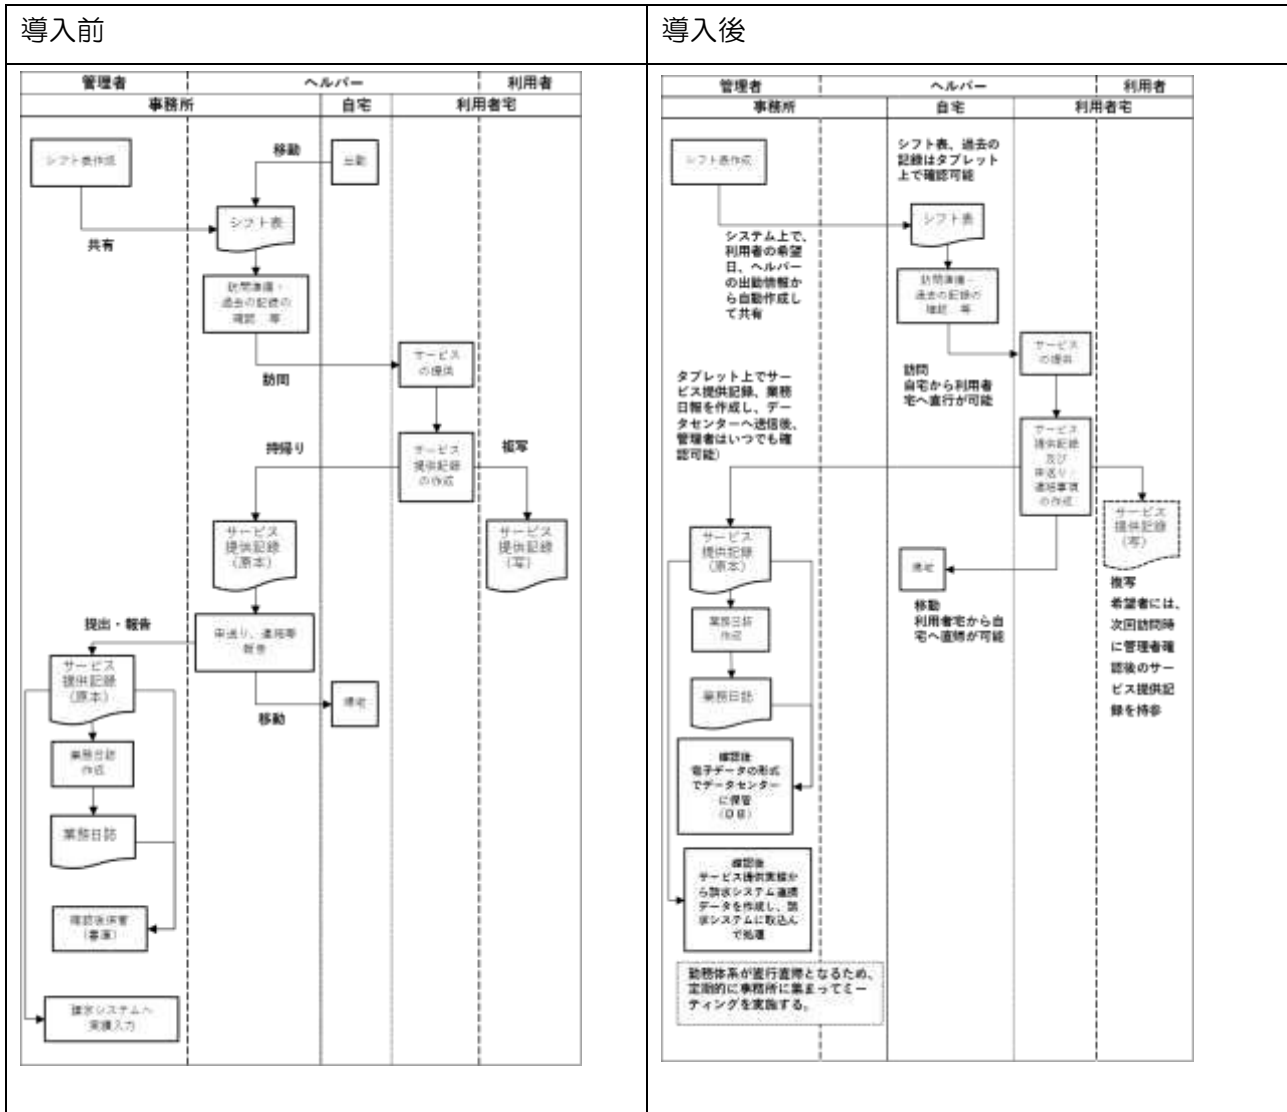 導入前
管理者
ヘルパー
利用者
事務所
自宅
利用者宅
シフト表作成
移動
出勤
シフト表
共有
訪問準備・
過去の記録の
確認 等
サービス
の提供
訪問
持帰り
サービス
提供記録
の作成
複写
サービス
提供記録
(原本)
サービス
提供記録
(写)
提出・報告
申送り、連絡等
報告
サービス
提供記録
(原本)
移動
帰宅
業務日誌
作成
業務日誌
確認後保管
(書庫)
請求システムへ
実績入力
導入後
管理者
ヘルパー
利用者
事務所
自宅
利用者宅
シフト表作成
シフト表、過去の
記録はタブレット
上で確認可能
シフト表
システム上で、
利用者の希望
日、ヘルパー
の出勤情報か
ら自動作成し
て共有
訪問準備・
過去の記録の
確認 等
サービス
の提供
訪問
自宅から利用者
宅へ直行が可能
タブレット上でサー
ビス提供記録、業務
日報を作成し、デー
タセンターへ送信後、
管理者はいつでも確
認可能)
サービス
提供記録
及び
申送り・
連絡事項
の作成
サービス
提供記録
(原本)
サービス
提供記録
(写)
帰宅
移動
利用者宅から自
宅へ直帰が可能
複写
希望者には、
次回訪問時
に管理者確
認後のサー
ビス提供記
録を持参
業務日誌
作成
業務日誌
確認後
電子データの形式
でデータセンター
に保管
(DB)
確認後
サービス提供実績か
ら請求システム連携
データを作成し、請
求システムに取込ん
で処理
勤務体系が直行直帰となるため、
定期的に事務所に集まってミー
ティングを実施する。